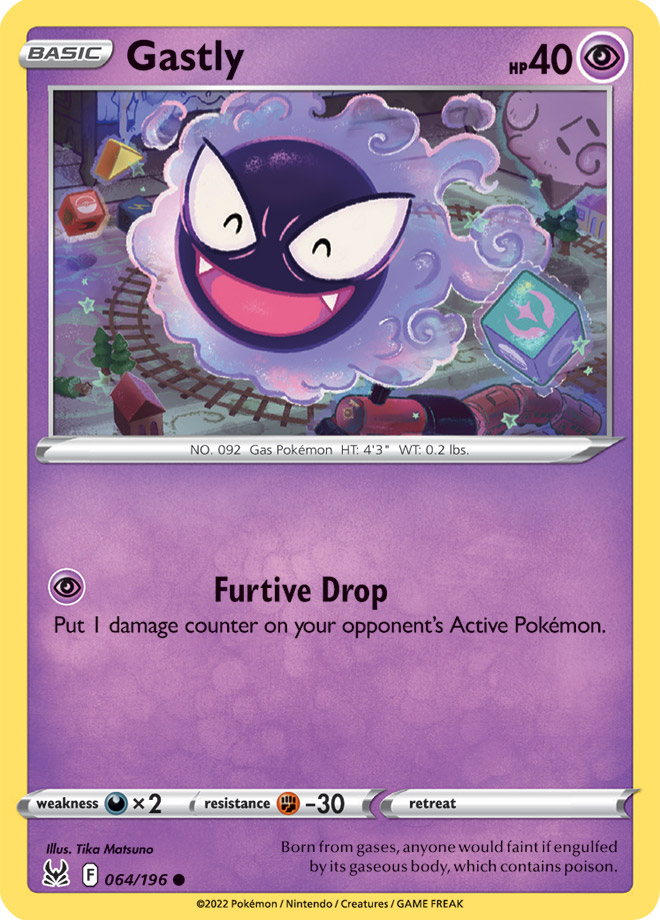 BASIC Gastly HP40
NO. 092 Gas Pokémon HT: 4'3" WT: 0.2 lbs.
Furtive Drop
Put 1 damage counter on your opponent's Active Pokémon.
weakness ×2 resistance -30 retreat
Illus. Tika Matsuno
Born from gases, anyone would faint if engulfed
by its gaseous body, which contains poison.
F 064/196
©2022 Pokémon / Nintendo / Creatures / GAME FREAK